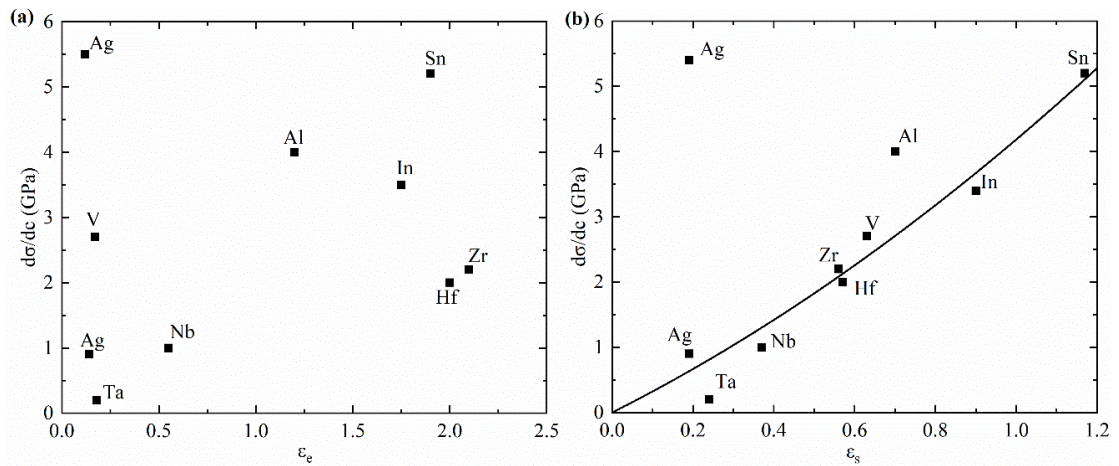 (a)
6
5
4
3
2
1
0
dσ/dc (GPa)
Ag
Sn
Al
In
V
Zr
Hf
Nb
Ag
Ta
0.0 0.5 1.0 1.5 2.0 2.5
εe
(b)
6
5
4
3
2
1
0
dσ/dc (GPa)
Ag
Sn
Al
In
V
Zr
Hf
Ag
Nb
Ta
0.0 0.2 0.4 0.6 0.8 1.0 1.2
εs